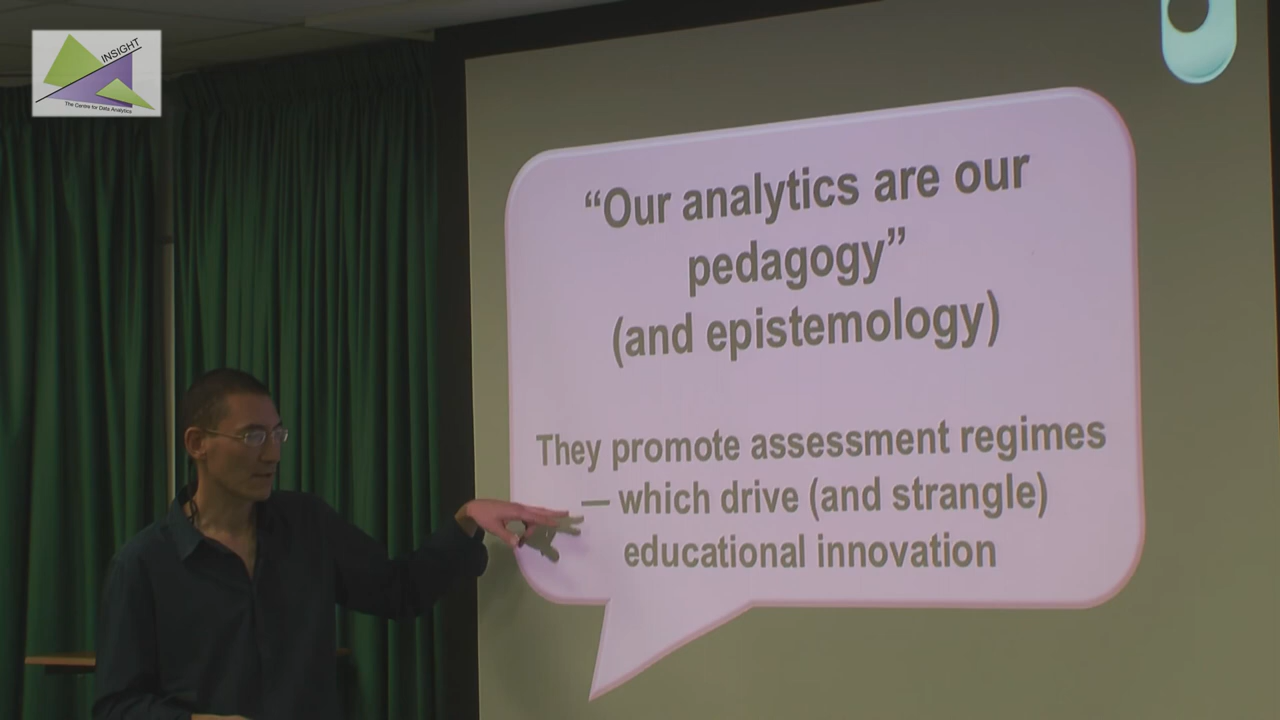 INSIGHT
The Centre for Data Analytics
“Our analytics are our
pedagogy”
(and epistemology)
They promote assessment regimes
— which drive (and strangle)
educational innovation